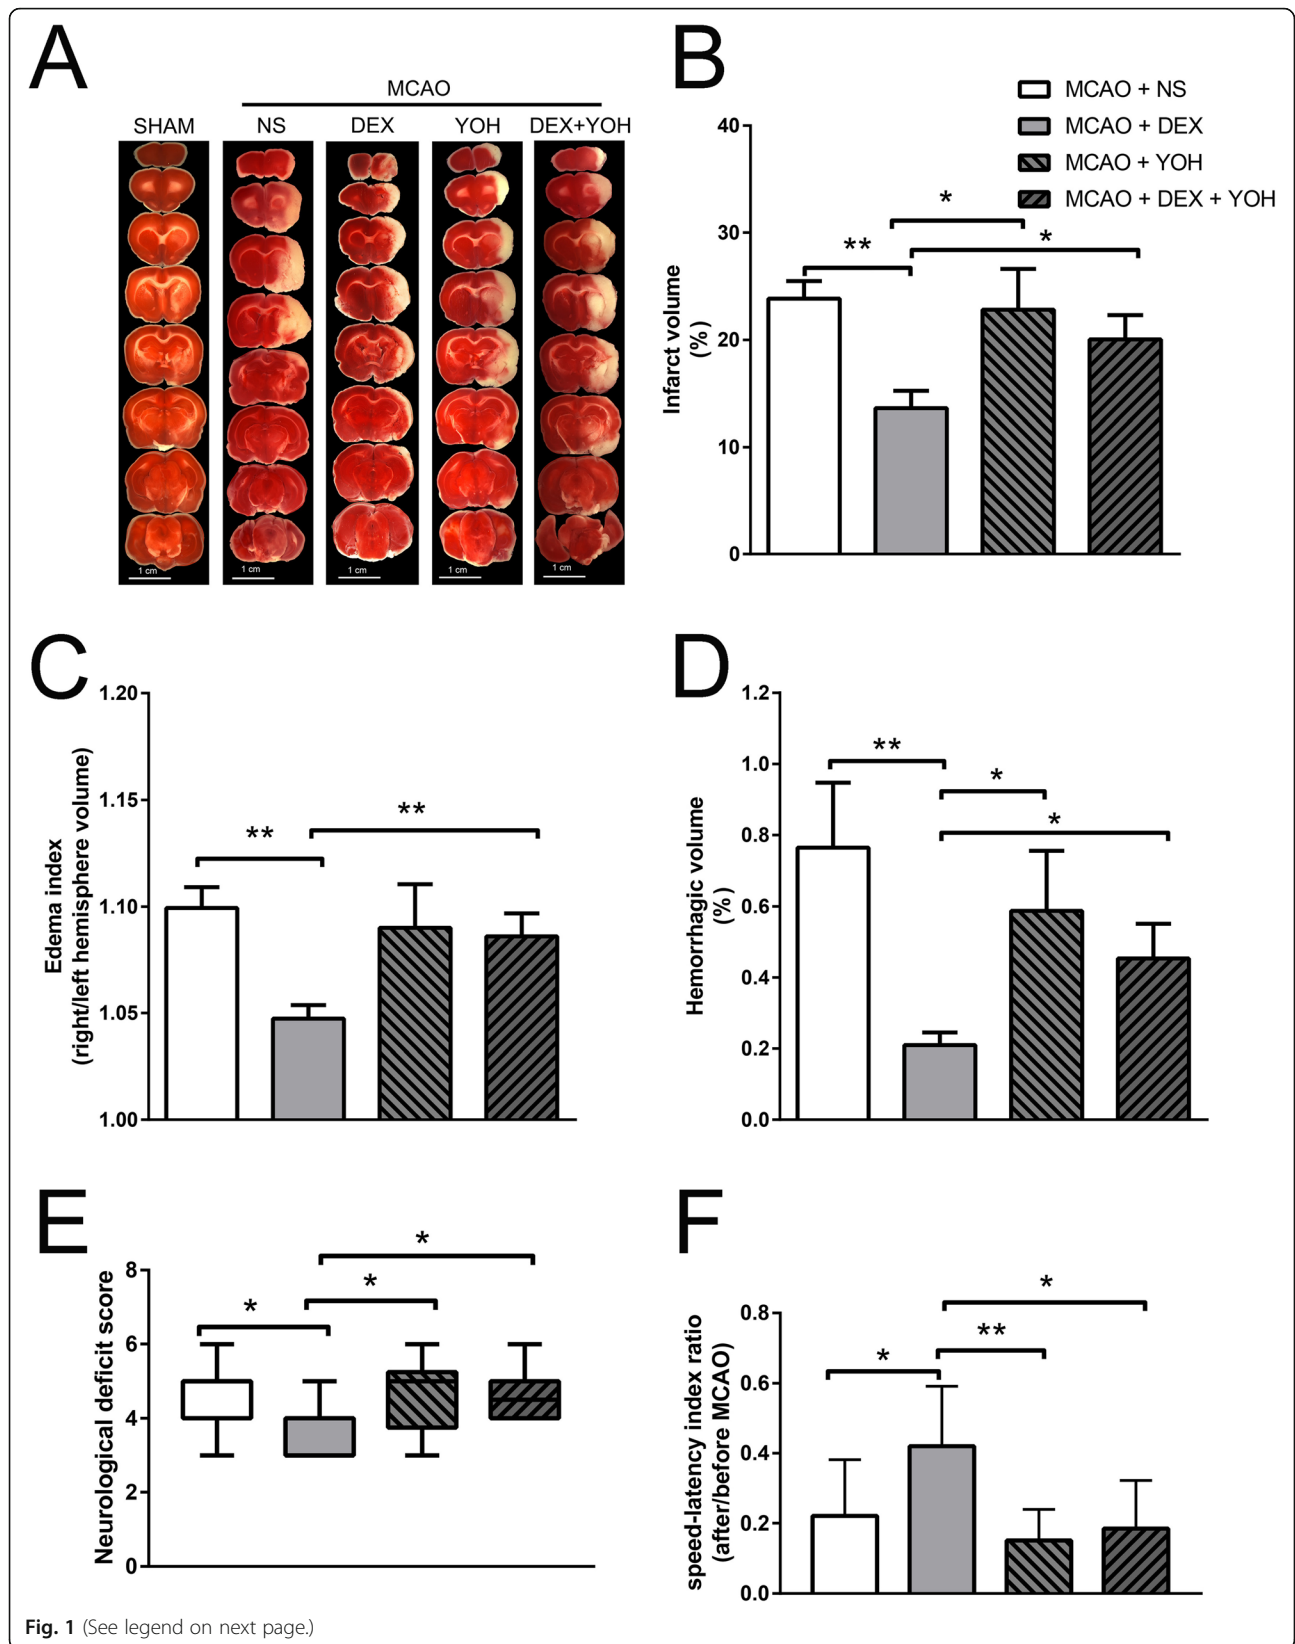 A
MCAO
SHAM NS DEX YOH DEX+YOH
1 cm 1 cm 1 cm 1 cm 1 cm
B
MCAO + NS
MCAO + DEX
MCAO + YOH
MCAO + DEX + YOH
Infarct volume
(%)
40
30
20
10
0
**
*
*
C
Edema index
(right/left hemisphere volume)
1.20
1.15
1.10
1.05
1.00
**
**
D
Hemorrhagic volume
(%)
1.2
1.0
0.8
0.6
0.4
0.2
0.0
**
*
*
E
Neurological deficit score
8
6
4
2
0
*
*
*
F
speed-latency index ratio
(after/before MCAO)
0.8
0.6
0.4
0.2
0.0
*
**
*
Fig. 1 (See legend on next page.)